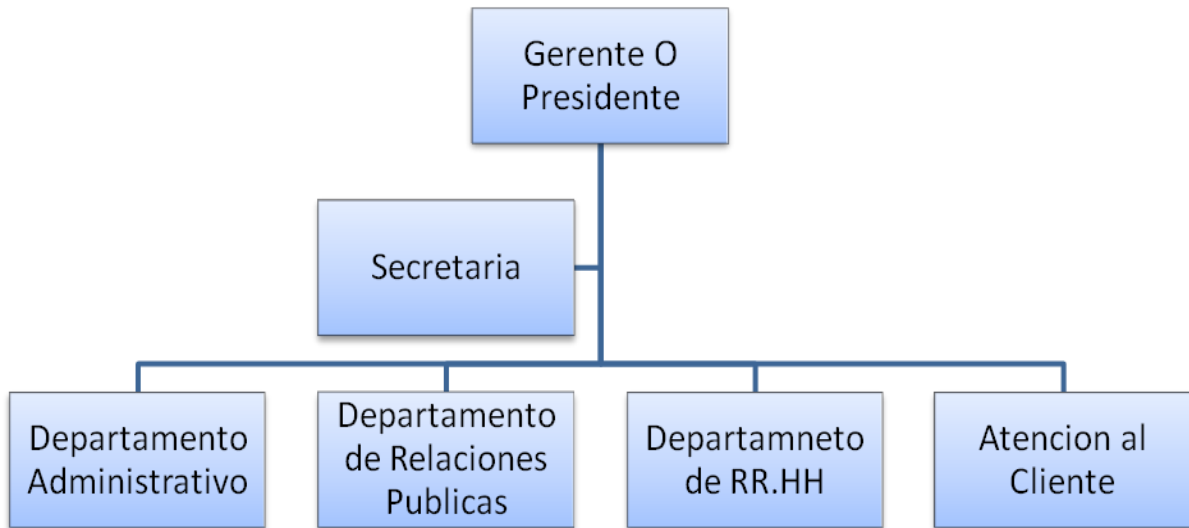 Gerente O
Presidente
Secretaria
Departamento
Administrativo
Departamento
de Relaciones
Publicas
Departamneto
de RR.HH
Atencion al
Cliente